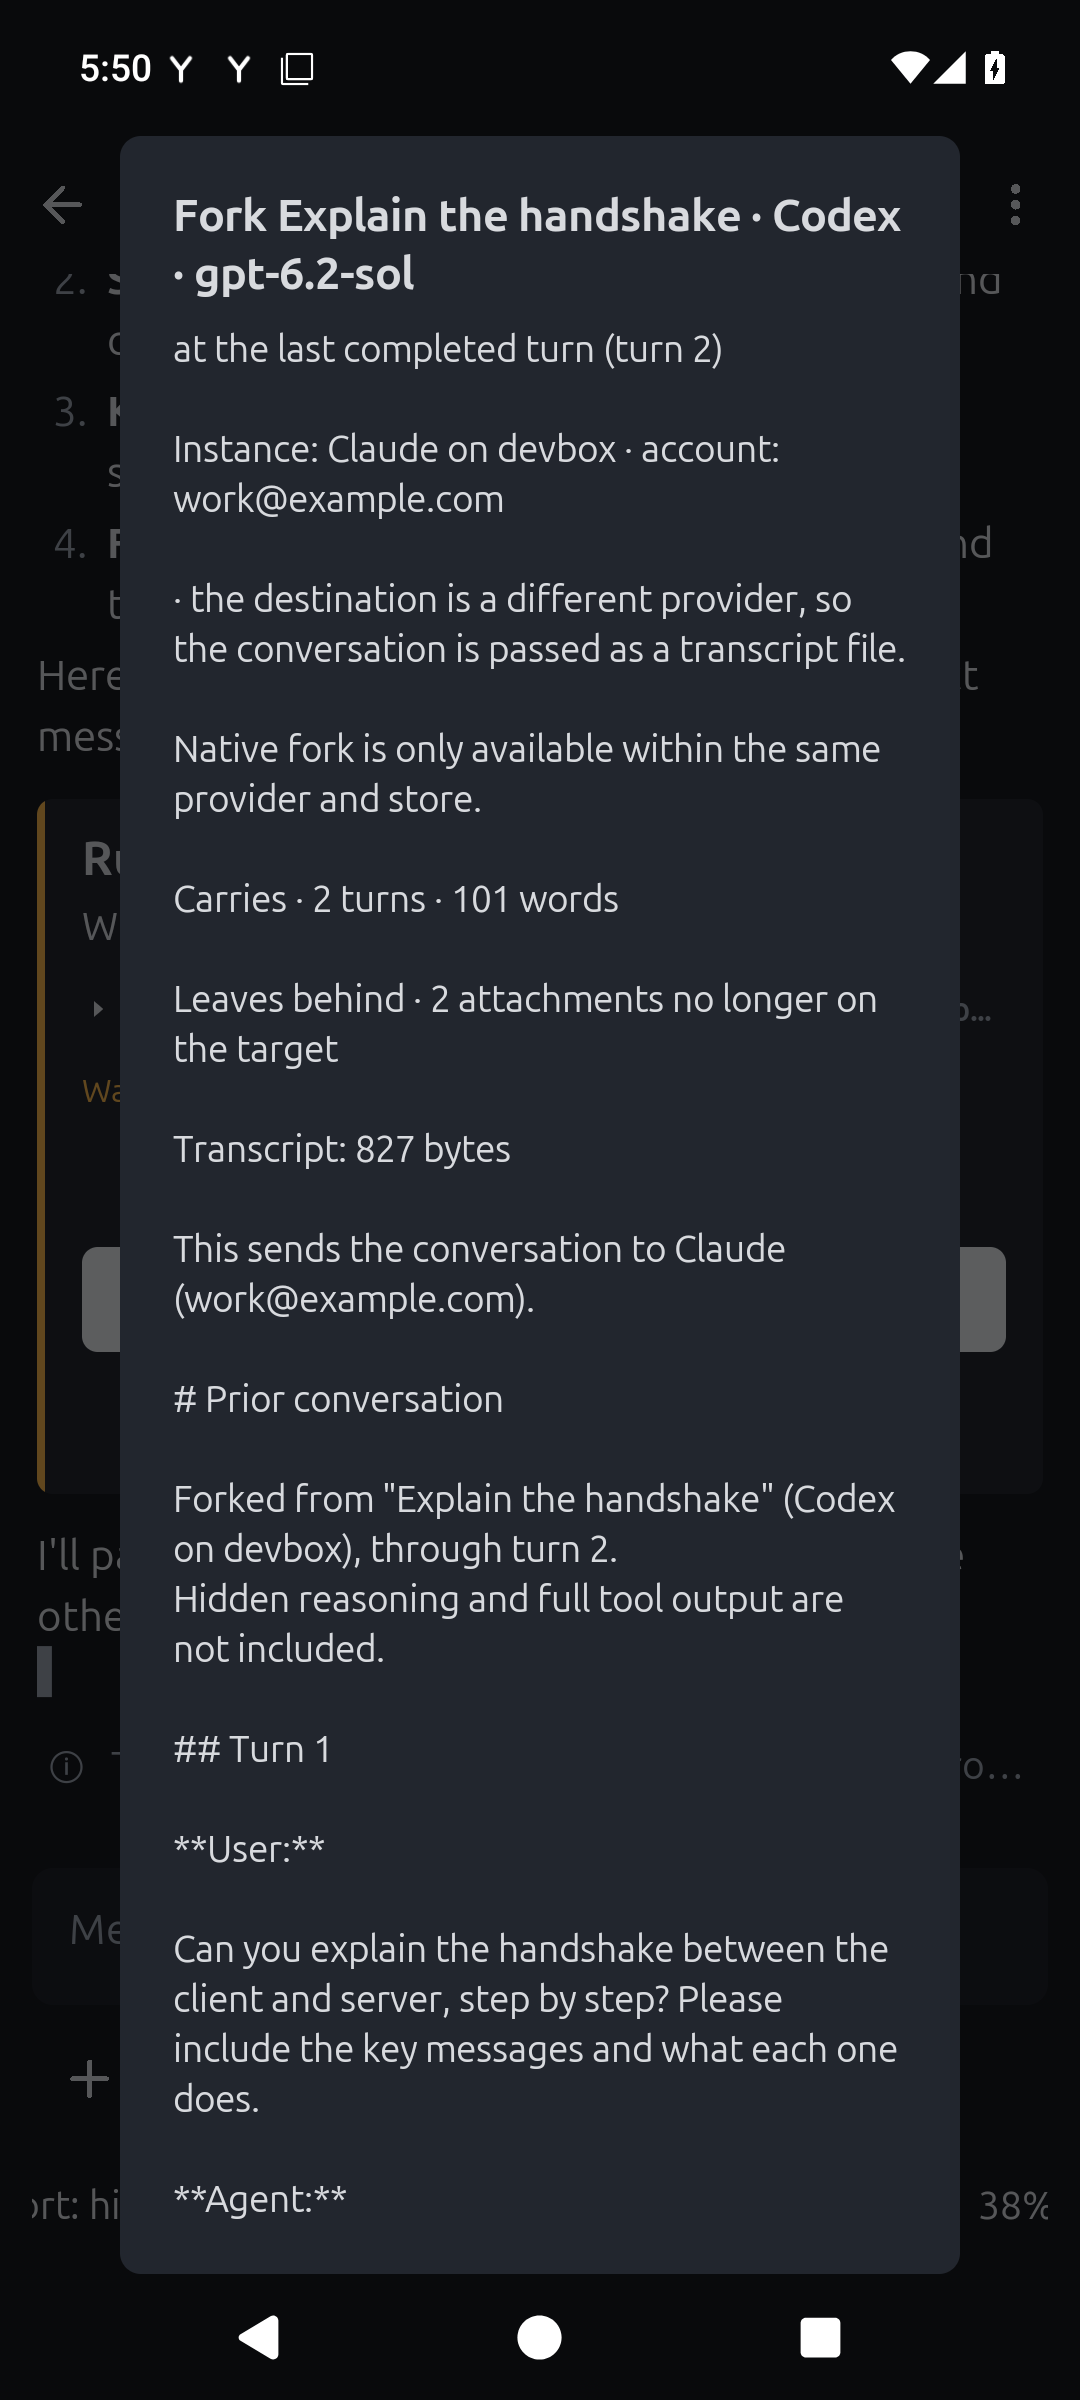 5:50
Fork Explain the handshake · Codex
· gpt-6.2-sol
at the last completed turn (turn 2)
Instance: Claude on devbox · account:
work@example.com
· the destination is a different provider, so
the conversation is passed as a transcript file.
Native fork is only available within the same
provider and store.
Carries · 2 turns · 101 words
Leaves behind · 2 attachments no longer on
the target
Transcript: 827 bytes
This sends the conversation to Claude
(work@example.com).
# Prior conversation
Forked from "Explain the handshake" (Codex
on devbox), through turn 2.
Hidden reasoning and full tool output are
not included.
## Turn 1
**User:**
Can you explain the handshake between the
client and server, step by step? Please
include the key messages and what each one
does.
**Agent:**
2.
3.
4.
Here
I'll
38%